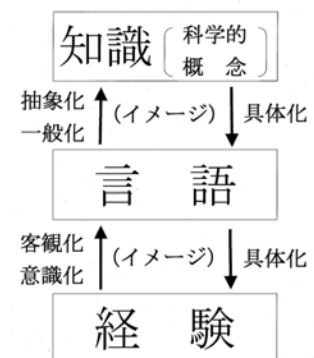 知識（科学的概念）
抽象化
一般化
（イメージ）
具体化
言語
客観化
意識化
（イメージ）
具体化
経験